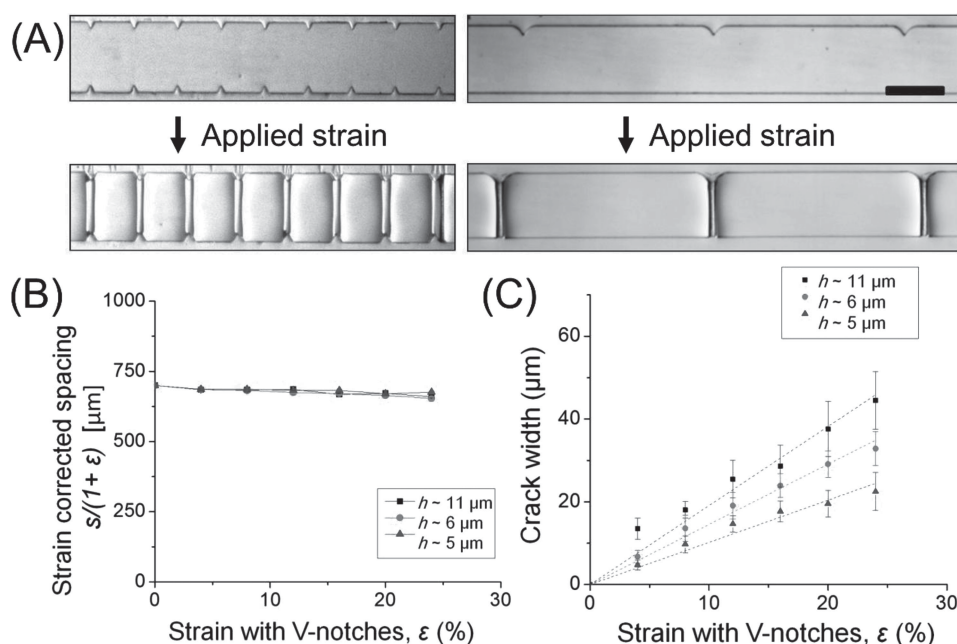 (A)
Applied strain
Applied strain
(B)
1000
750
500
250
0
0
10
20
30
Strain corrected spacing
s/(1+ ε) [µm]
Strain with V-notches, ε (%)
h ~ 11 µm
h ~ 6 µm
h ~ 5 µm
(C)
h ~ 11 µm
h ~ 6 µm
h ~ 5 µm
60
40
20
0
0
10
20
30
Crack width (µm)
Strain with V-notches, ε (%)